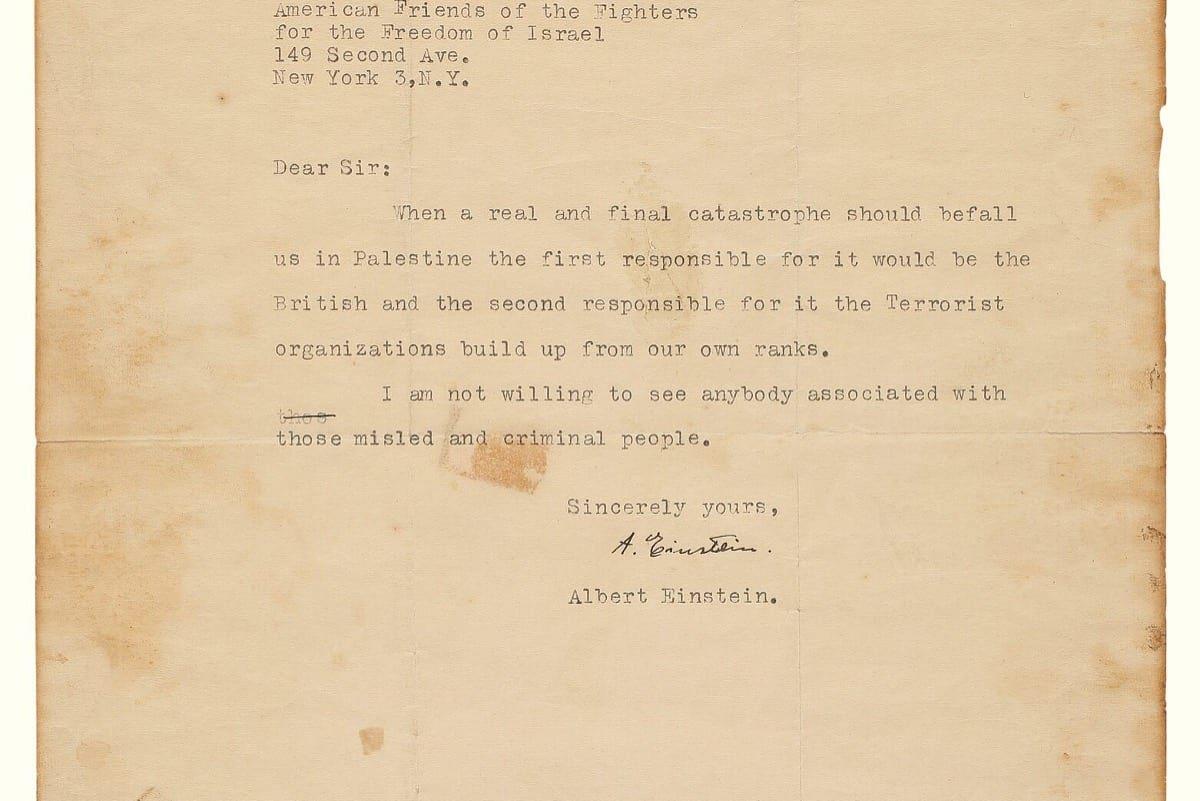 American Friends of the Fighters
for the Freedom of Israel
149 Second Ave.
New York 3,N.Y.
Dear Sir:
When a real and final catastrophe should befall
us in Palestine the first responsible for it would be the
British and the second responsible for it the Terrorist
organizations build up from our own ranks.
I am not willing to see anybody associated with
thos
those misled and criminal people.
Sincerely yours,
A. Einstein.
Albert Einstein.